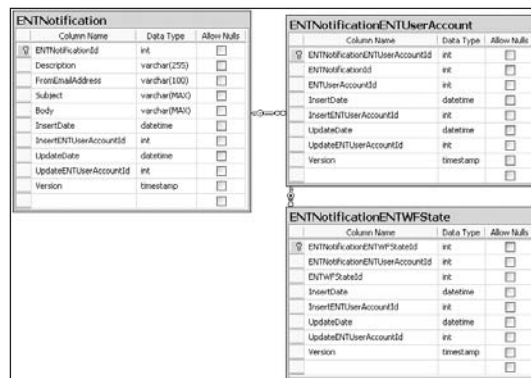 ENTNotification
Column Name Data Type Allow Nulls
ENTNotificationId int
Description varchar(255)
FromEmailAddress varchar(100)
Subject varchar(MAX)
Body varchar(MAX)
InsertDate datetime
InsertENTUserAccountId int
UpdateDate datetime
UpdateENTUserAccountId int
Version timestamp
ENTNotificationENTUserAccount
Column Name Data Type Allow Nulls
ENTNotificationENTUserAccountId int
ENTNotificationId int
ENTUserAccountId int
InsertDate datetime
InsertENTUserAccountId int
UpdateDate datetime
UpdateENTUserAccountId int
Version timestamp
ENTNotificationENTWFState
Column Name Data Type Allow Nulls
ENTNotificationENTWFStateId int
ENTNotificationENTUserAccountId int
ENTWFStateId int
InsertDate datetime
InsertENTUserAccountId int
UpdateDate datetime
UpdateENTUserAccountId int
Version timestamp